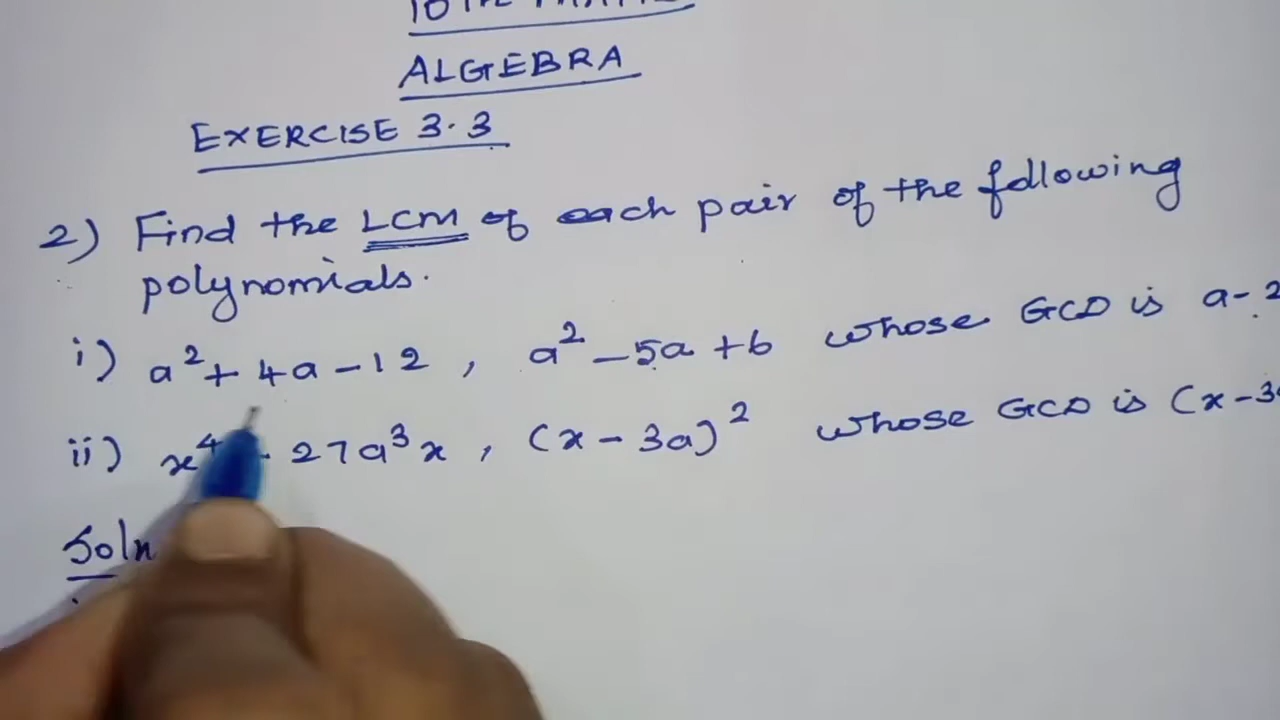 ALGEBRA
EXERCISE 3.3
2) Find the LCM of each pair of the following
polynomials.
i) a² + 4a - 12 , a² - 5a + 6 whose GCD is a - 2
ii) x⁴ - 27a³x , (x - 3a)² whose GCD is (x - 3
Soln